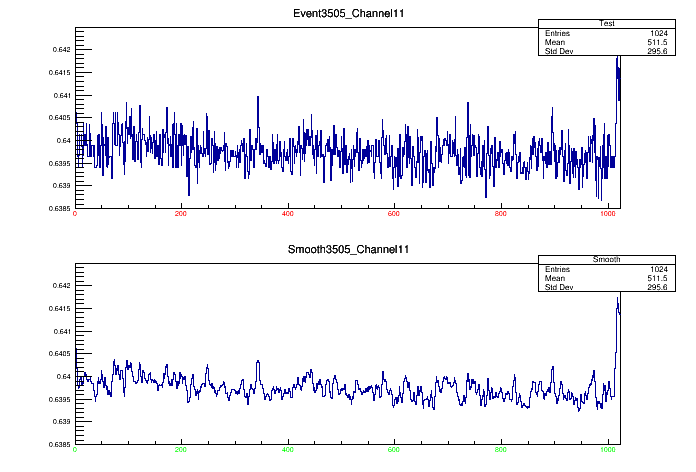 Event3505_Channel11
Test
Entries 1024
Mean 511.5
Std Dev 295.6
0.642
0.6415
0.641
0.6405
0.64
0.6395
0.639
0.6385
0 200 400 600 800 1000
Smooth3505_Channel11
Smooth
Entries 1024
Mean 511.5
Std Dev 295.6
0.642
0.6415
0.641
0.6405
0.64
0.6395
0.639
0.6385
0 200 400 600 800 1000